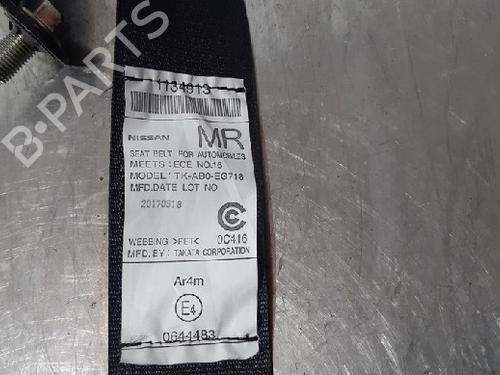 1134913
NISSAN MR
SEAT BELT FOR AUTOMOBILES
MEETS : ECE NO.16
MODEL : TK-AB0-EG718
MFD.DATE LOT NO
20170318
WEBBING >PET< 0C416
MFD. BY : TAKATA CORPORATION
Ar4m
E4
0644483
B-PARTS